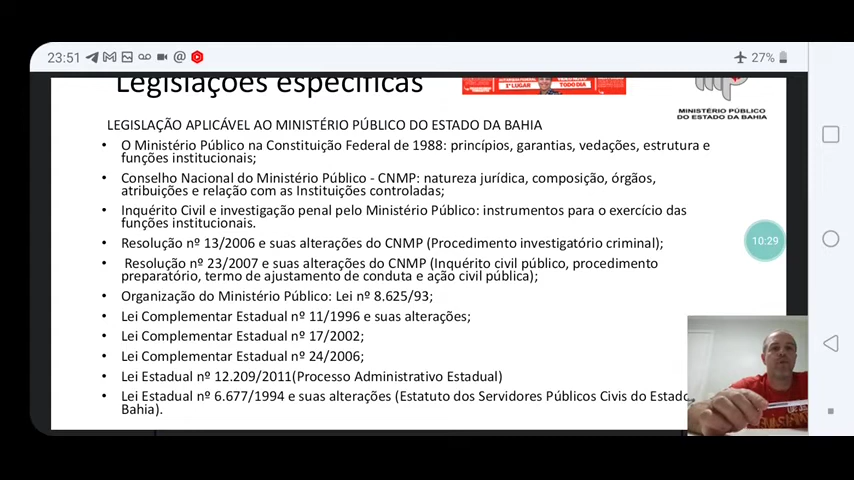 23:51
27%
Legislações específicas
1º LUGAR
TODO DIA
MINISTÉRIO PÚBLICO
DO ESTADO DA BAHIA
LEGISLAÇÃO APLICÁVEL AO MINISTÉRIO PÚBLICO DO ESTADO DA BAHIA
• O Ministério Público na Constituição Federal de 1988: princípios, garantias, vedações, estrutura e
funções institucionais;
• Conselho Nacional do Ministério Público - CNMP: natureza jurídica, composição, órgãos,
atribuições e relação com as Instituições controladas;
• Inquérito Civil e investigação penal pelo Ministério Público: instrumentos para o exercício das
funções institucionais.
• Resolução nº 13/2006 e suas alterações do CNMP (Procedimento investigatório criminal);
• Resolução nº 23/2007 e suas alterações do CNMP (Inquérito civil público, procedimento
preparatório, termo de ajustamento de conduta e ação civil pública);
10:29
• Organização do Ministério Público: Lei nº 8.625/93;
• Lei Complementar Estadual nº 11/1996 e suas alterações;
• Lei Complementar Estadual nº 17/2002;
• Lei Complementar Estadual nº 24/2006;
• Lei Estadual nº 12.209/2011(Processo Administrativo Estadual)
• Lei Estadual nº 6.677/1994 e suas alterações (Estatuto dos Servidores Públicos Civis do Estado
Bahia).